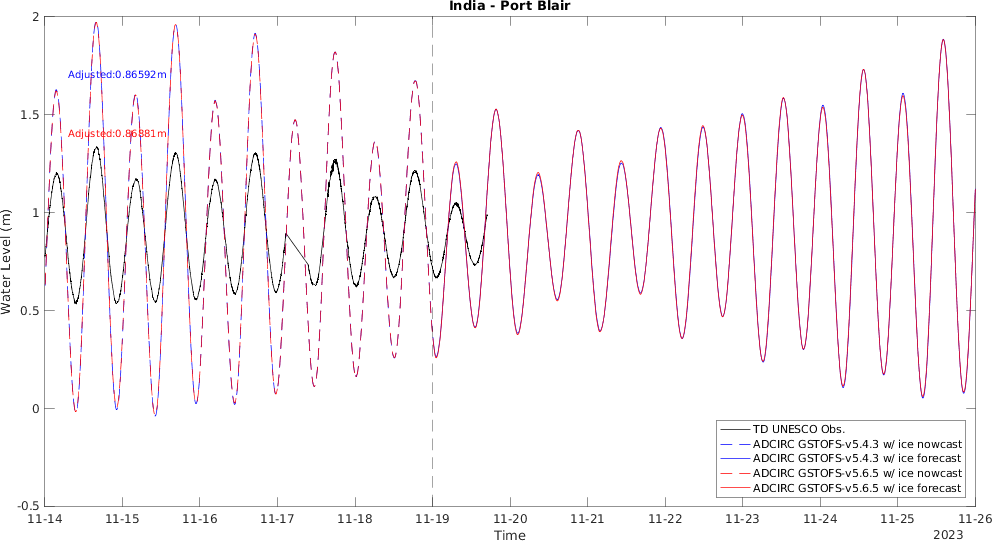 India - Port Blair
2
1.5
1
0.5
0
-0.5
Water Level (m)
Adjusted:0.86592m
Adjusted:0.86881m
TD UNESCO Obs.
ADCIRC GSTOFS-v5.4.3 w/ ice nowcast
ADCIRC GSTOFS-v5.4.3 w/ ice forecast
ADCIRC GSTOFS-v5.6.5 w/ ice nowcast
ADCIRC GSTOFS-v5.6.5 w/ ice forecast
11-14 11-15 11-16 11-17 11-18 11-19 11-20 11-21 11-22 11-23 11-24 11-25 11-26
Time
2023